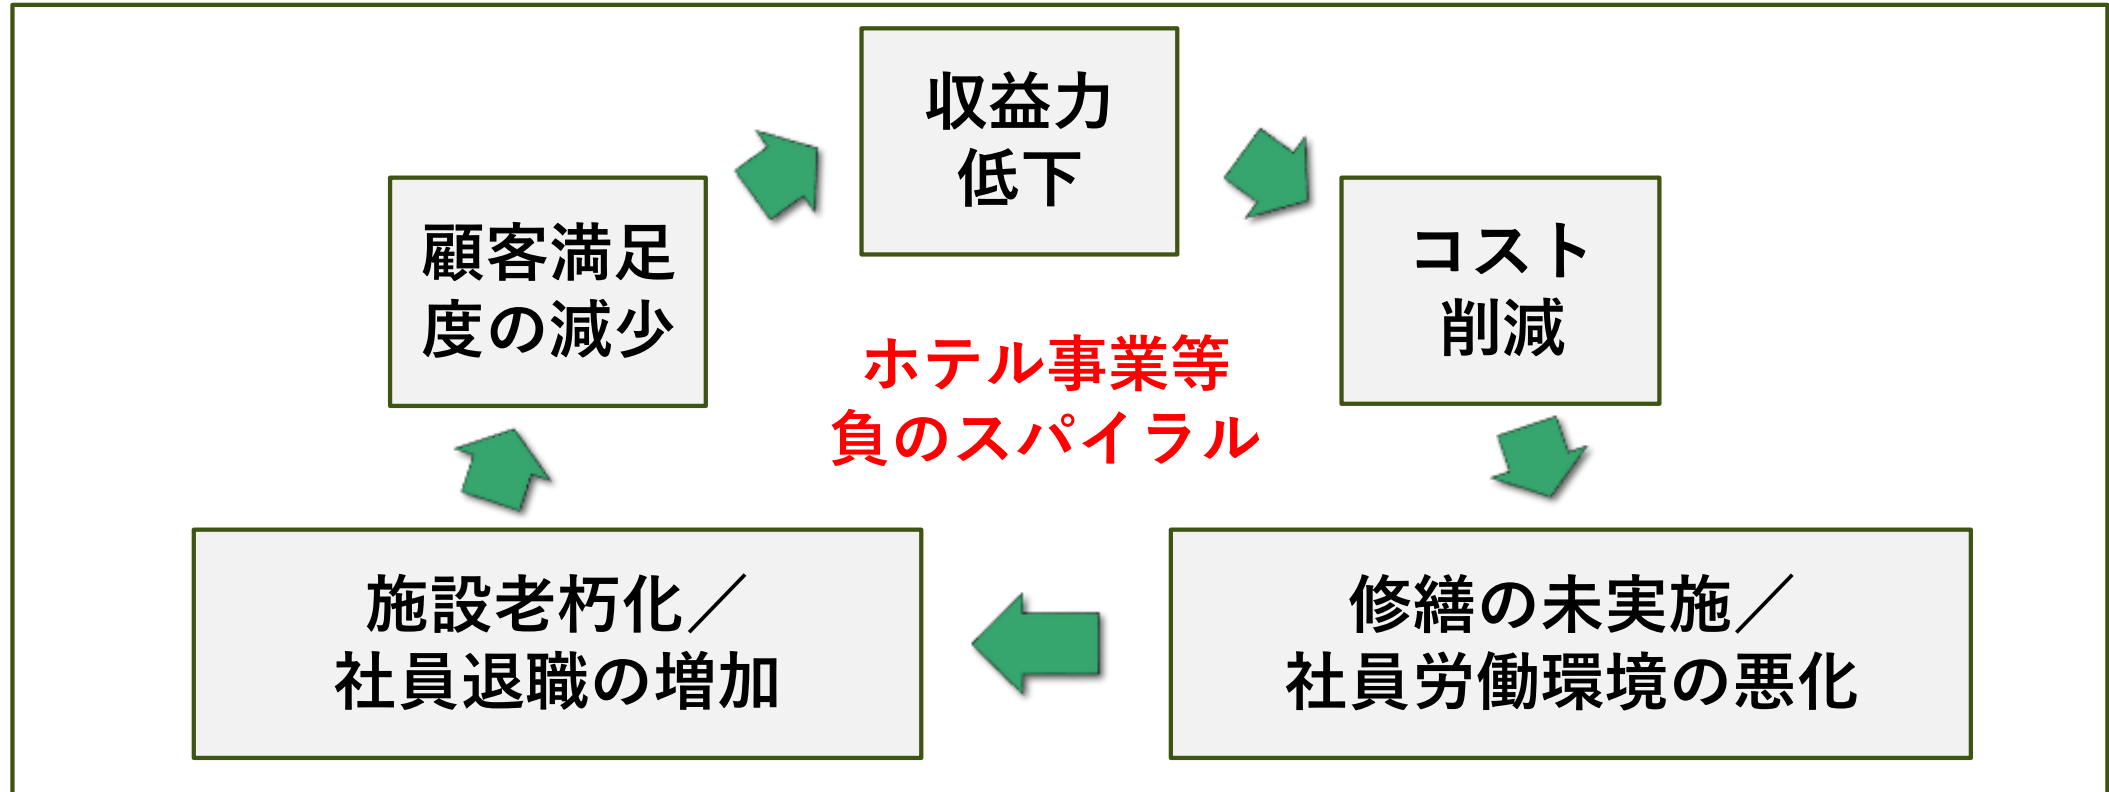 収益力
低下
コスト
削減
修繕の未実施／
社員労働環境の悪化
施設老朽化／
社員退職の増加
顧客満足
度の減少
ホテル事業等
負のスパイラル